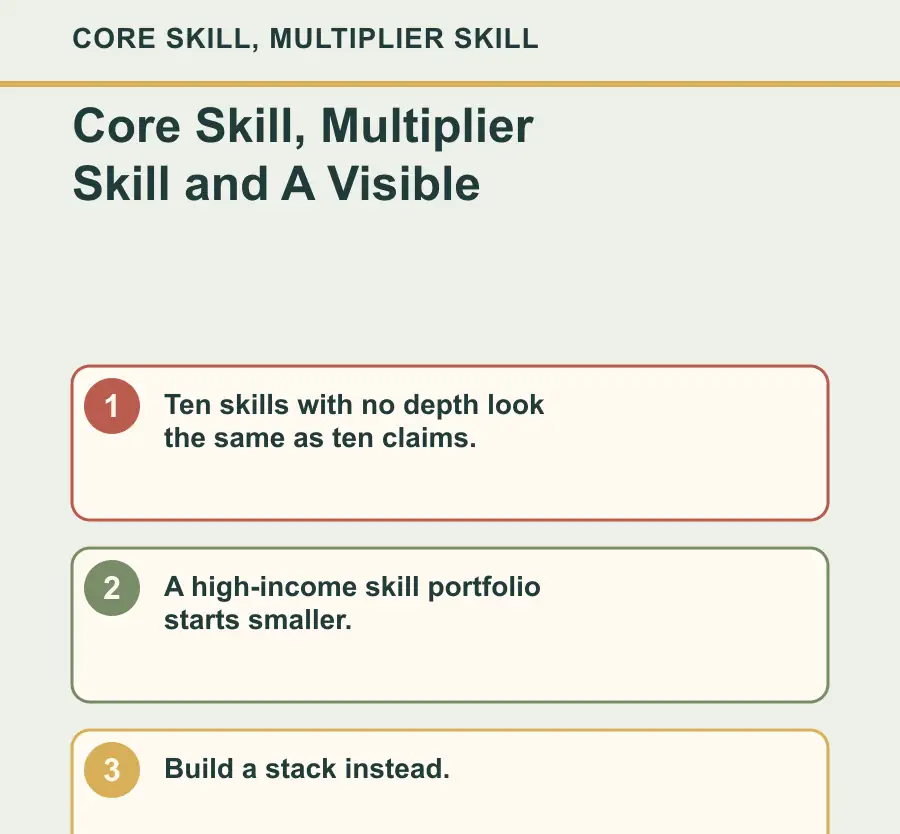 CORE SKILL, MULTIPLIER SKILL
Core Skill, Multiplier
Skill and A Visible
1
Ten skills with no depth look
the same as ten claims.
2
A high-income skill portfolio
starts smaller.
3
Build a stack instead.